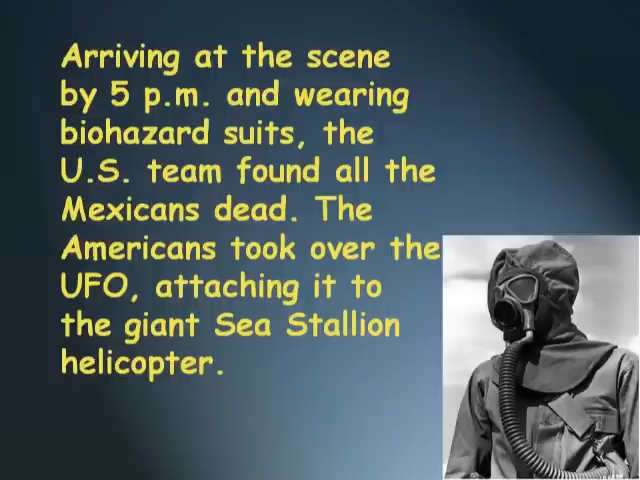 Arriving at the scene
by 5 p.m. and wearing
biohazard suits, the
U.S. team found all the
Mexicans dead. The
Americans took over the
UFO, attaching it to
the giant Sea Stallion
helicopter.